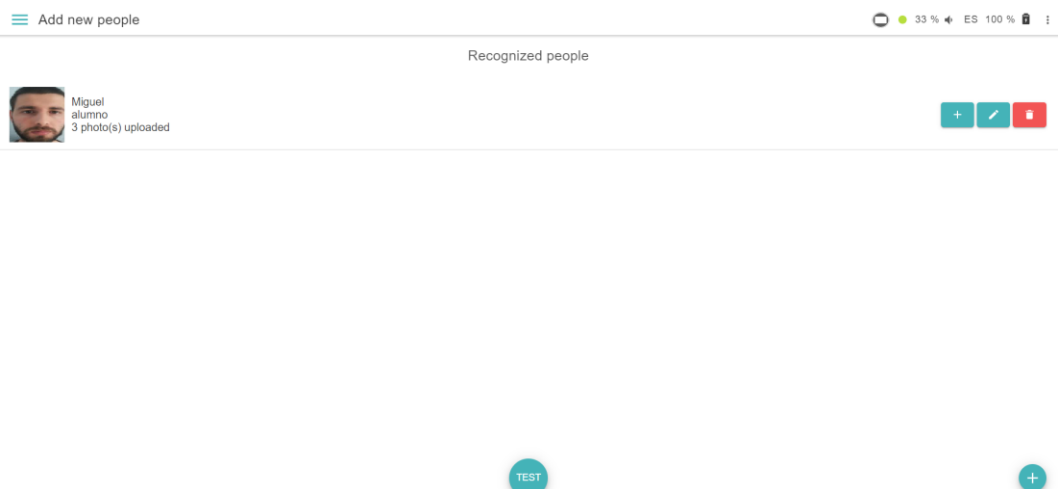 Add new people
33 % ES 100 %
Recognized people
Miguel
alumno
3 photo(s) uploaded
TEST